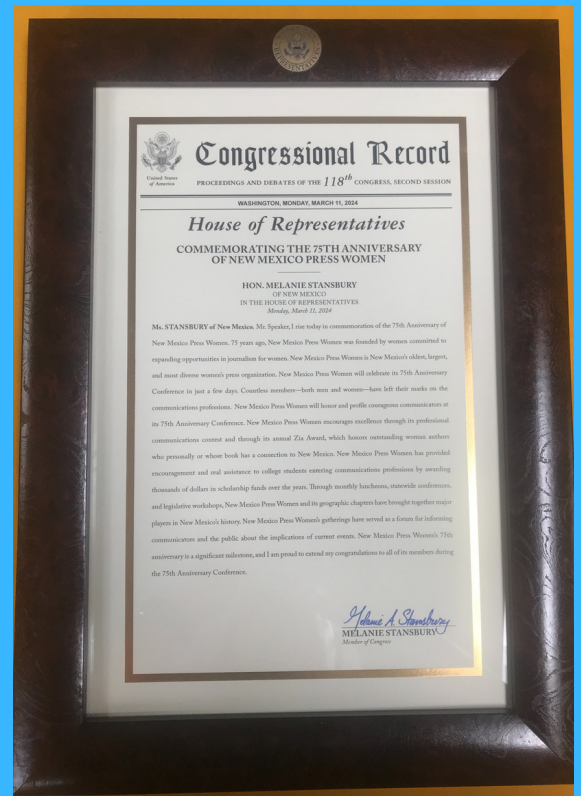 REPRESENTATIVES
United States
of America
Congressional Record
PROCEEDINGS AND DEBATES OF THE 118th CONGRESS, SECOND SESSION
WASHINGTON, MONDAY, MARCH 11, 2024
House of Representatives
COMMEMORATING THE 75TH ANNIVERSARY
OF NEW MEXICO PRESS WOMEN
HON. MELANIE STANSBURY
OF NEW MEXICO
IN THE HOUSE OF REPRESENTATIVES
Monday, March 11, 2024
Ms. STANSBURY of New Mexico. Mr. Speaker, I rise today in commemoration of the 75th Anniversary of
New Mexico Press Women. 75 years ago, New Mexico Press Women was founded by women committed to
expanding opportunities in journalism for women. New Mexico Press Women is New Mexico's oldest, largest,
and most diverse women's press organization. New Mexico Press Women will celebrate its 75th Anniversary
Conference in just a few days. Countless members—both men and women—have left their marks on the
communications professions. New Mexico Press Women will honor and profile courageous communicators at
its 75th Anniversary Conference. New Mexico Press Women encourages excellence through its professional
communications contest and through its annual Zia Award, which honors outstanding women authors
who personally or whose book has a connection to New Mexico. New Mexico Press Women has provided
encouragement and real assistance to college students entering communications professions by awarding
thousands of dollars in scholarship funds over the years. Through monthly luncheons, statewide conferences,
and legislative workshops, New Mexico Press Women and its geographic chapters have brought together major
players in New Mexico's history. New Mexico Press Women's gatherings have served as a forum for informing
communicators and the public about the implications of current events. New Mexico Press Women's 75th
anniversary is a significant milestone, and I am proud to extend my congratulations to all of its members during
the 75th Anniversary Conference.
Melanie A. Stansbury
MELANIE STANSBURY
Member of Congress